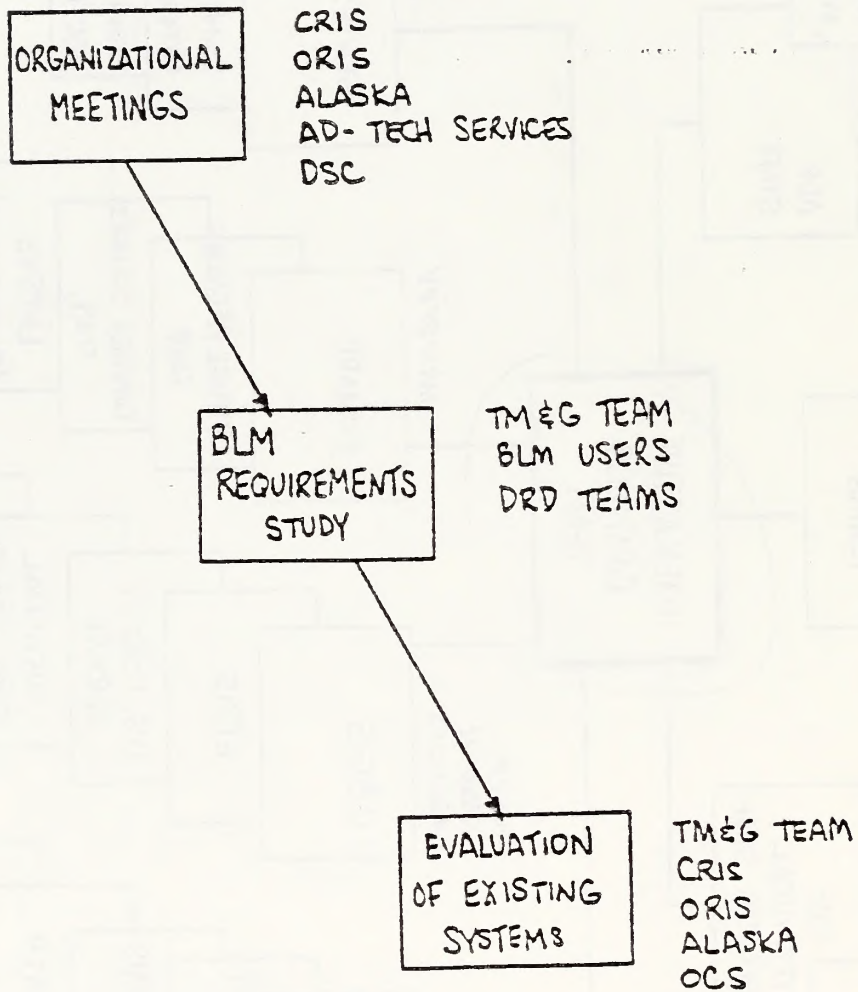 ORGANIZATIONAL
MEETINGS
CRIS
ORIS
ALASKA
AD-TECH SERVICES
DSC
BLM
REQUIREMENTS
STUDY
TM&G TEAM
BLM USERS
DRD TEAMS
EVALUATION
OF EXISTING
SYSTEMS
TM&G TEAM
CRIS
ORIS
ALASKA
OCS